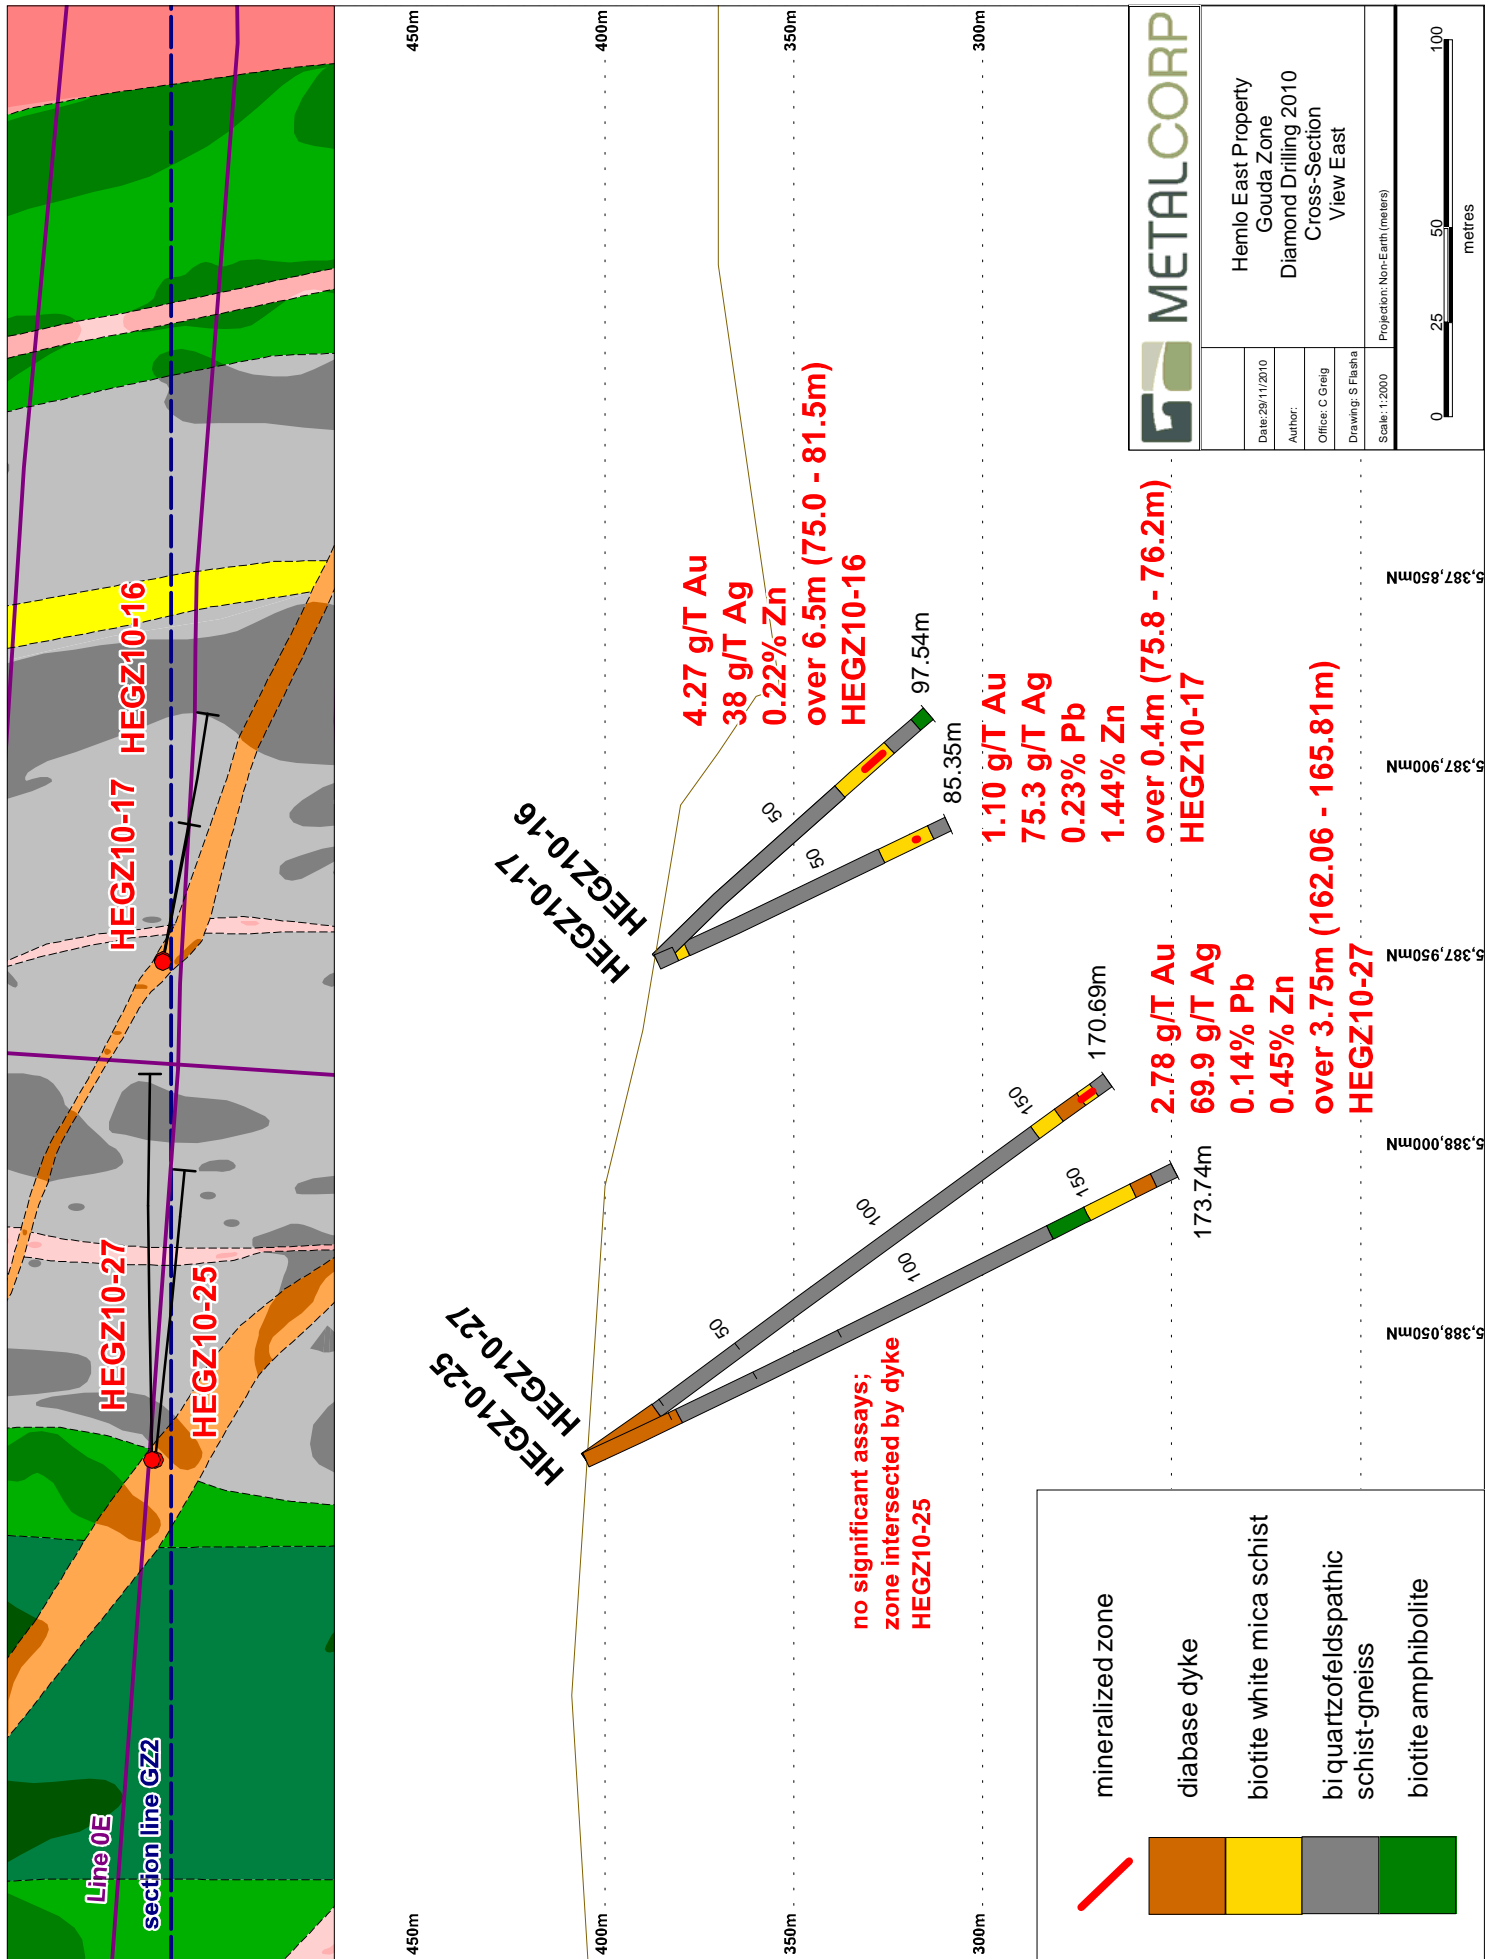 Line 0E
section line GZ2
HEGZ10-27
HEGZ10-25
HEGZ10-17
HEGZ10-16
450m
400m
350m
300m
450m
400m
350m
300m
HEGZ10-25
HEGZ10-27
HEGZ10-17
HEGZ10-16
50
100
150
170.69m
100
150
173.74m
50
97.54m
50
85.35m
no significant assays;
zone intersected by dyke
HEGZ10-25
4.27 g/T Au
38 g/T Ag
0.22% Zn
over 6.5m (75.0 - 81.5m)
HEGZ10-16
1.10 g/T Au
75.3 g/T Ag
0.23% Pb
1.44% Zn
over 0.4m (75.8 - 76.2m)
HEGZ10-17
2.78 g/T Au
69.9 g/T Ag
0.14% Pb
0.45% Zn
over 3.75m (162.06 - 165.81m)
HEGZ10-27
5,388,050mN
5,388,000mN
5,387,950mN
5,387,900mN
5,387,850mN
mineralized zone
diabase dyke
biotite white mica schist
bi quartzofeldspathic
schist-gneiss
biotite amphibolite
METALCORP
Hemlo East Property
Gouda Zone
Diamond Drilling 2010
Cross-Section
View East
Date:29/11/2010
Author:
Office: C Greig
Drawing: S Flasha
Scale: 1:2000
Projection: Non-Earth (meters)
0
25
50
100
metres